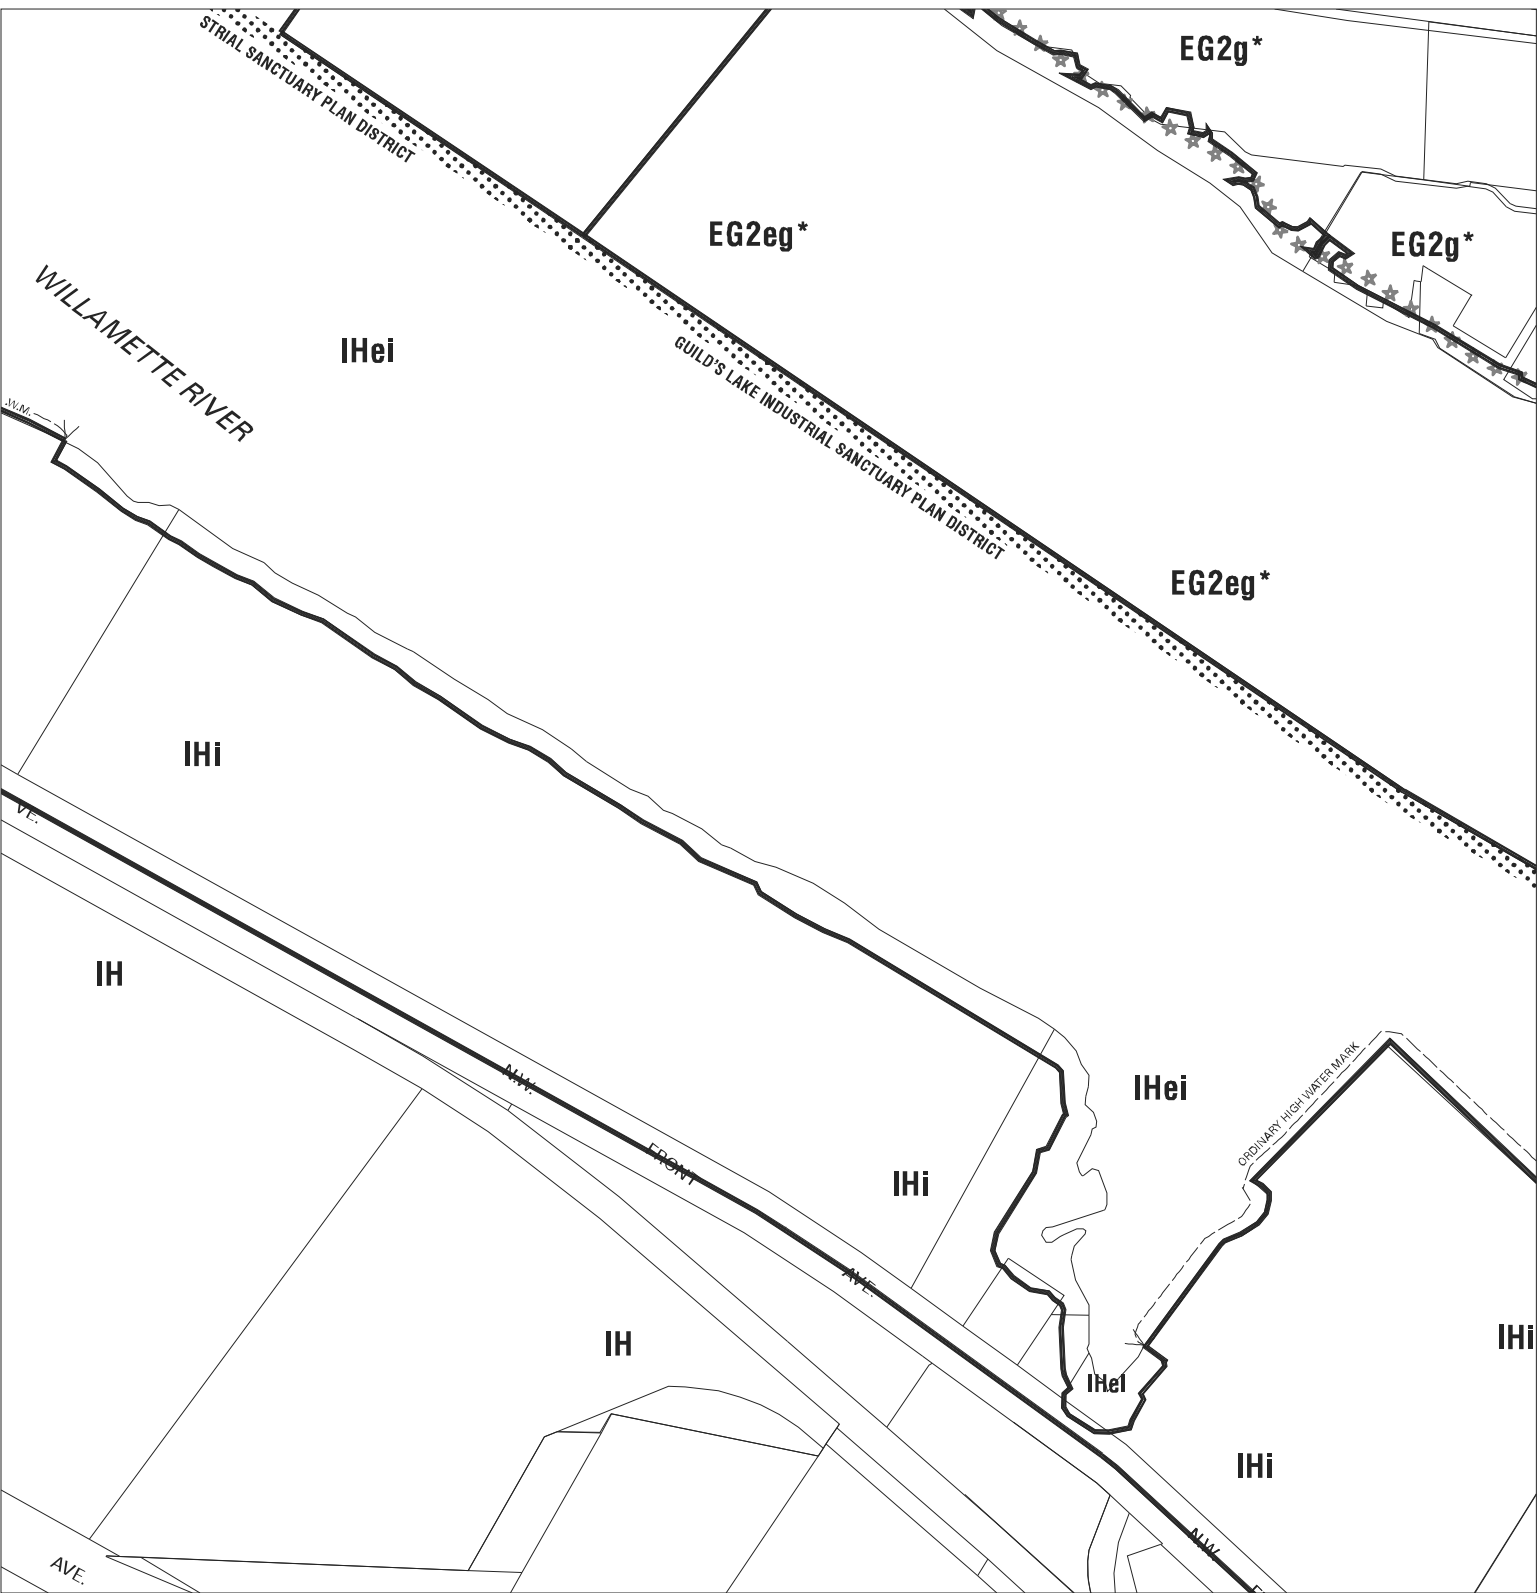 STRIAL SANCTUARY PLAN DISTRICT
EG2g*
EG2eg*
EG2g*
WILLAMETTE RIVER
IHei
GUILD'S LAKE INDUSTRIAL SANCTUARY PLAN DISTRICT
.W.M.
EG2eg*
IHi
VE.
IH
N.W.
FRONT
AVE.
IHei
ORDINARY HIGH WATER MARK
IHi
IH
IHi
IHei
IHi
N.W.
AVE.